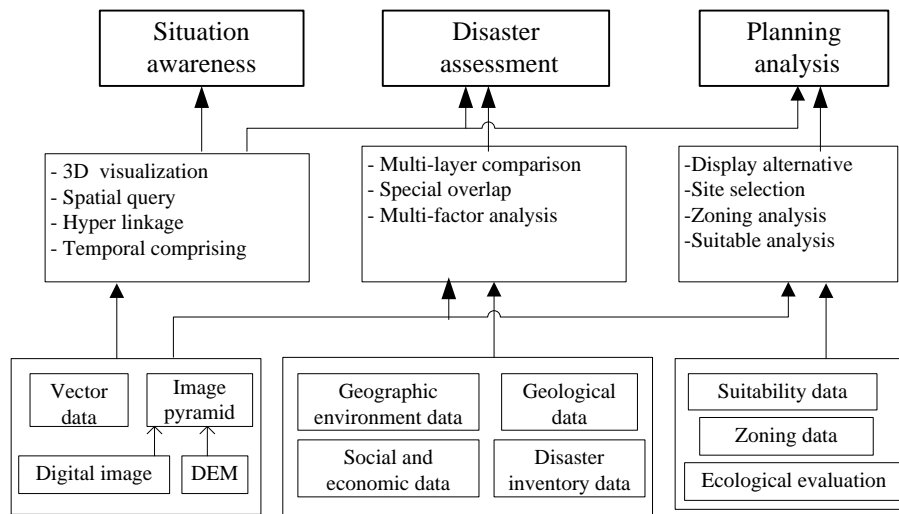 Situation
awareness
Disaster
assessment
Planning
analysis
- 3D visualization
- Spatial query
- Hyper linkage
- Temporal comprising
- Multi-layer comparison
- Special overlap
- Multi-factor analysis
-Display alternative
-Site selection
-Zoning analysis
-Suitable analysis
Vector
data
Image
pyramid
Digital image
DEM
Geographic
environment data
Geological
data
Social and
economic data
Disaster
inventory data
Suitability data
Zoning data
Ecological evaluation